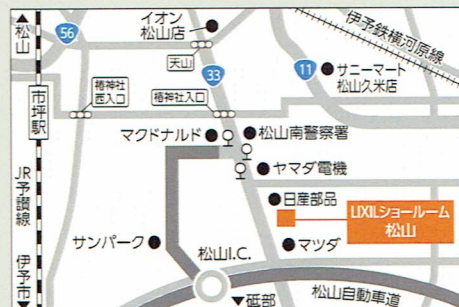 ▲松山
56
イオン
松山店
天山
33
11
伊予鉄横河原線
サニーマート
松山久米店
市坪駅
椿神社
西入口
椿神社入口
マクドナルド
松山南警察署
ヤマダ電機
JR予讃線
日産部品
LIXILショールーム
松山
サンパーク
松山I.C.
マツダ
伊予市▼
▼砥部
松山自動車道